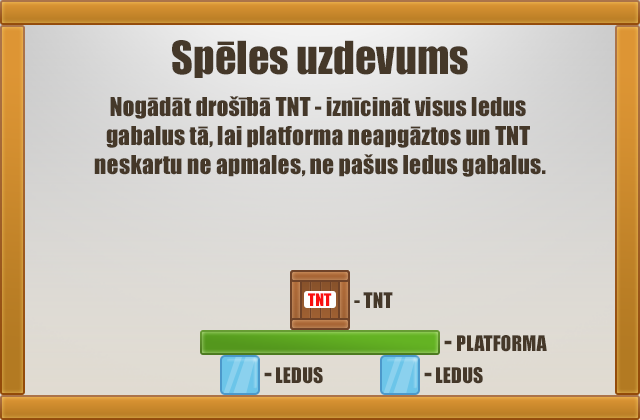 Spēles uzdevums
Nogādāt drošībā TNT - iznīcināt visus ledus
gabalus tā, lai platforma neapgāztos un TNT
neskartu ne apmales, ne pašus ledus gabalus.
TNT - TNT
- PLATFORMA
- LEDUS - LEDUS